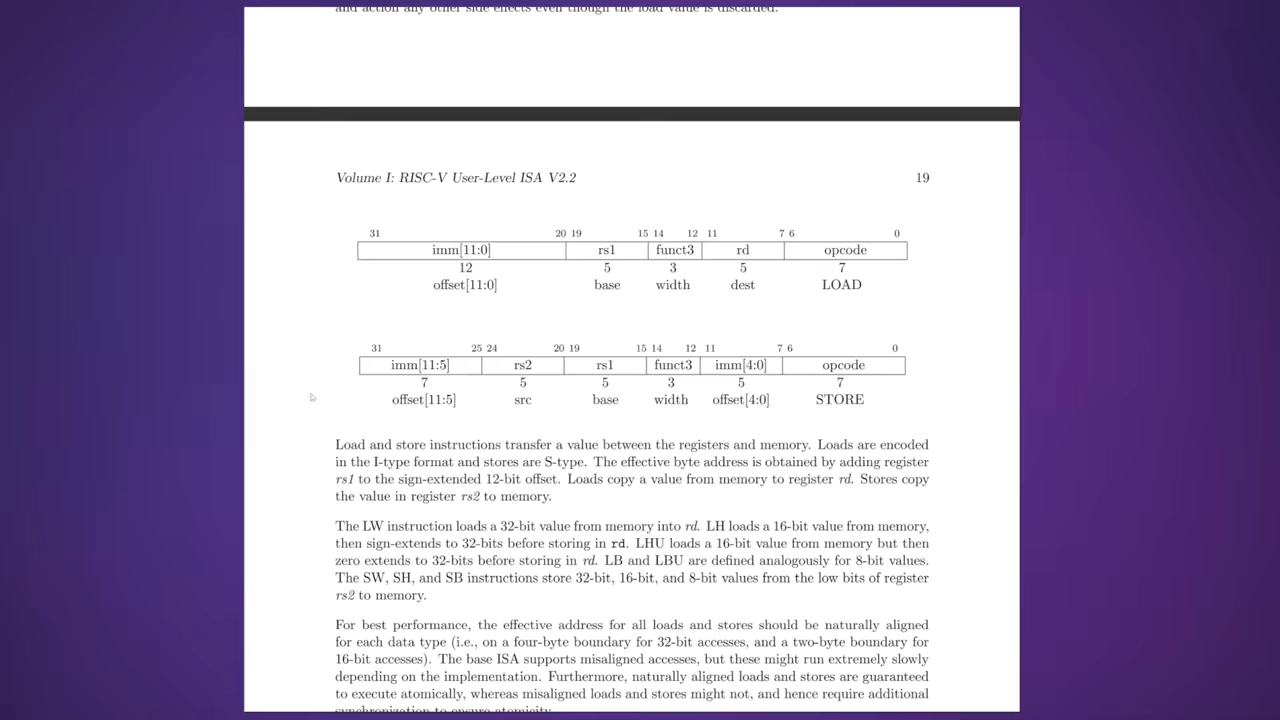 and action any other side effects even though the load value is discarded.
Volume I: RISC-V User-Level ISA V2.2 19
31 20 19 15 14 12 11 7 6 0
imm[11:0] rs1 funct3 rd opcode
12 5 3 5 7
offset[11:0] base width dest LOAD
31 25 24 20 19 15 14 12 11 7 6 0
imm[11:5] rs2 rs1 funct3 imm[4:0] opcode
7 5 5 3 5 7
offset[11:5] src base width offset[4:0] STORE
Load and store instructions transfer a value between the registers and memory. Loads are encoded
in the I-type format and stores are S-type. The effective byte address is obtained by adding register
rs1 to the sign-extended 12-bit offset. Loads copy a value from memory to register rd. Stores copy
the value in register rs2 to memory.
The LW instruction loads a 32-bit value from memory into rd. LH loads a 16-bit value from memory,
then sign-extends to 32-bits before storing in rd. LHU loads a 16-bit value from memory but then
zero extends to 32-bits before storing in rd. LB and LBU are defined analogously for 8-bit values.
The SW, SH, and SB instructions store 32-bit, 16-bit, and 8-bit values from the low bits of register
rs2 to memory.
For best performance, the effective address for all loads and stores should be naturally aligned
for each data type (i.e., on a four-byte boundary for 32-bit accesses, and a two-byte boundary for
16-bit accesses). The base ISA supports misaligned accesses, but these might run extremely slowly
depending on the implementation. Furthermore, naturally aligned loads and stores are guaranteed
to execute atomically, whereas misaligned loads and stores might not, and hence require additional
synchronization to ensure atomicity.